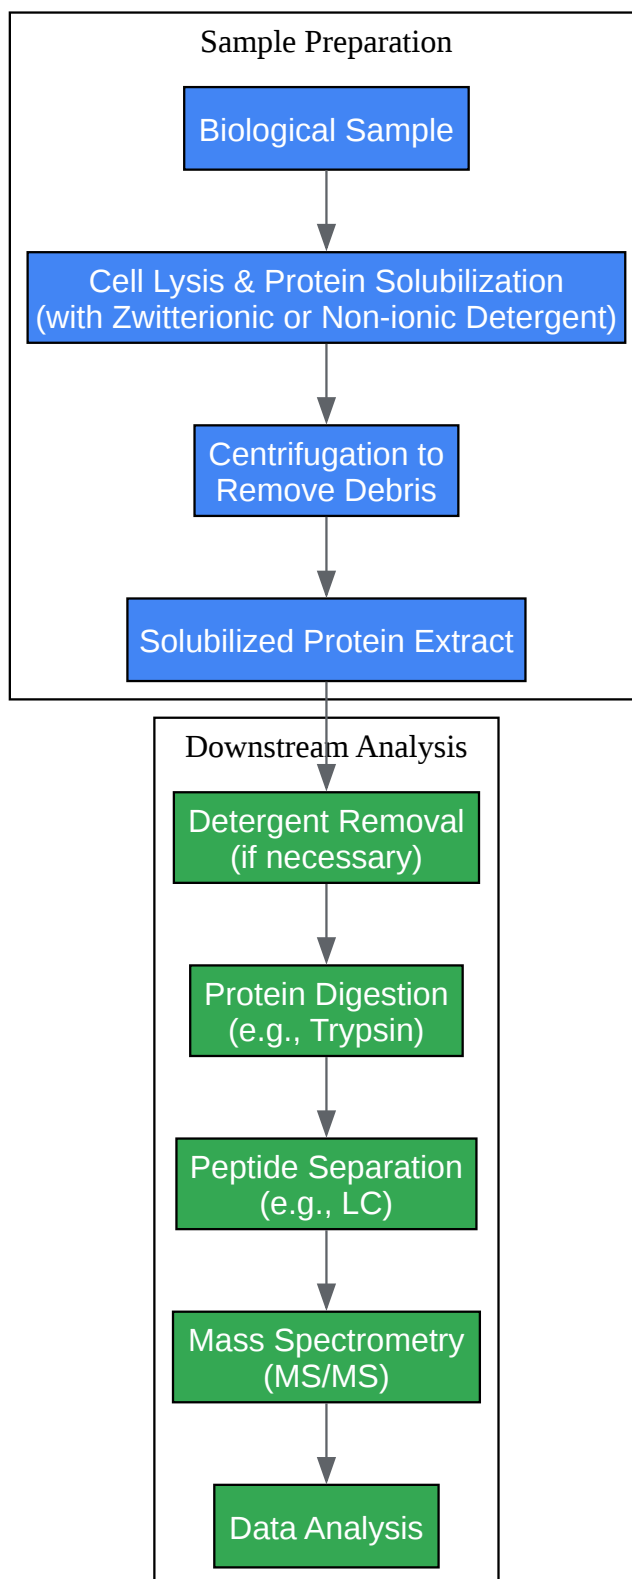 Sample Preparation
Biological Sample
Cell Lysis & Protein Solubilization
(with Zwitterionic or Non-ionic Detergent)
Centrifugation to
Remove Debris
Solubilized Protein Extract
Downstream Analysis
Detergent Removal
(if necessary)
Protein Digestion
(e.g., Trypsin)
Peptide Separation
(e.g., LC)
Mass Spectrometry
(MS/MS)
Data Analysis